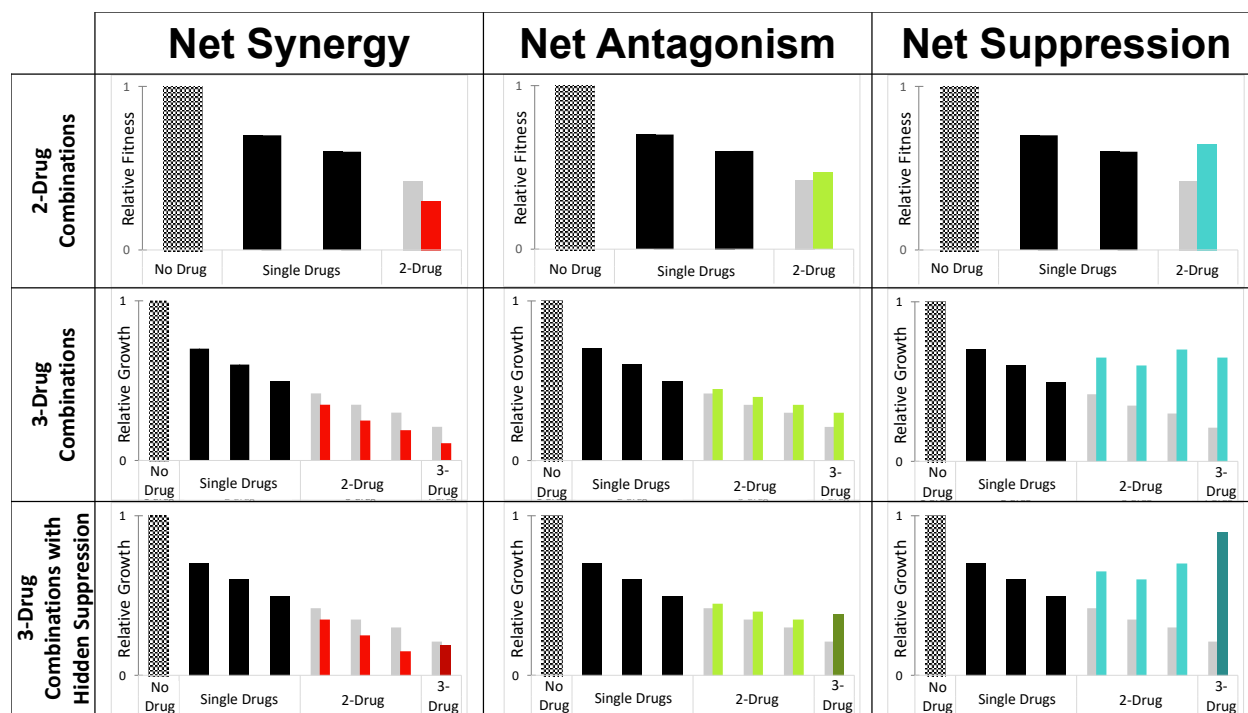 Net Synergy
Net Antagonism
Net Suppression
2-Drug
Combinations
Relative Fitness
1
0
No Drug
Single Drugs
2-Drug
Relative Fitness
1
0
No Drug
Single Drugs
2-Drug
Relative Fitness
1
0
No Drug
Single Drugs
2-Drug
3-Drug
Combinations
Relative Growth
1
0
No
Drug
Single Drugs
2-Drug
3-
Drug
Relative Growth
1
0
No
Drug
Single Drugs
2-Drug
3-
Drug
Relative Growth
1
0
No
Drug
Single Drugs
2-Drug
3-
Drug
3-Drug
Combinations with
Hidden Suppression
Relative Growth
1
0
No
Drug
Single Drugs
2-Drug
3-
Drug
Relative Growth
1
0
No
Drug
Single Drugs
2-Drug
3-
Drug
Relative Growth
1
0
No
Drug
Single Drugs
2-Drug
3-
Drug